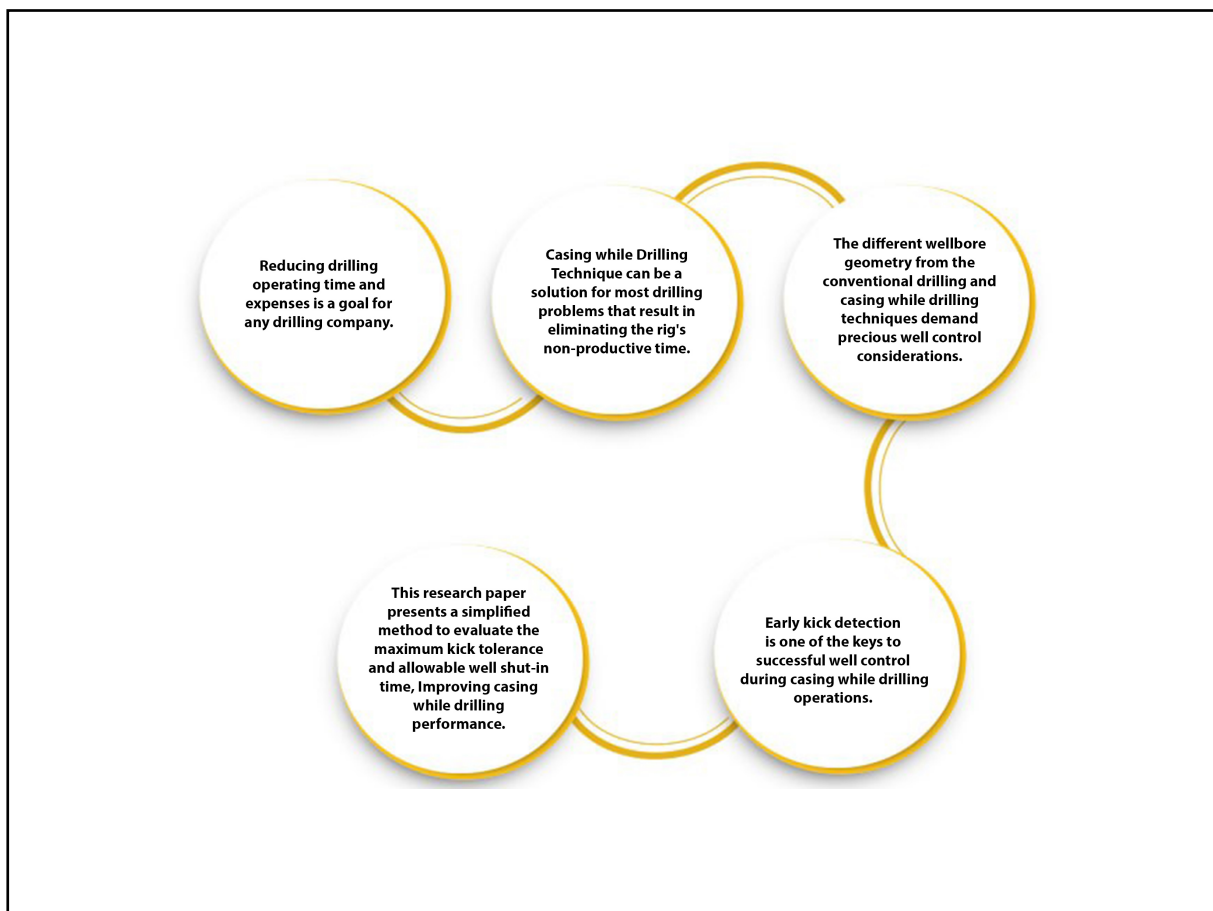 Reducing drilling
operating time and
expenses is a goal for
any drilling company.
Casing while Drilling
Technique can be a
solution for most drilling
problems that result in
eliminating the rig's
non-productive time.
The different wellbore
geometry from the
conventional drilling and
casing while drilling
techniques demand
precious well control
considerations.
Early kick detection
is one of the keys to
successful well control
during casing while drilling
operations.
This research paper
presents a simplified
method to evaluate the
maximum kick tolerance
and allowable well shut-in
time, Improving casing
while drilling
performance.